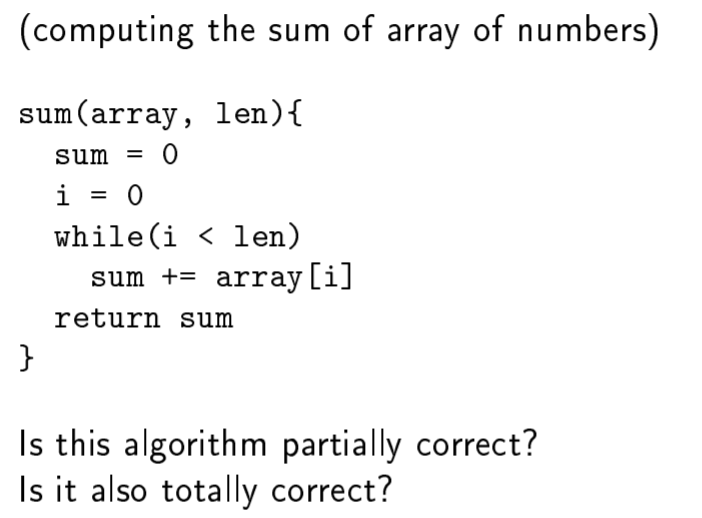 (computing the sum of array of numbers)
sum(array, len){
sum = 0
i = 0
while(i < len)
sum += array[i]
return sum
}
Is this algorithm partially correct?
Is it also totally correct?